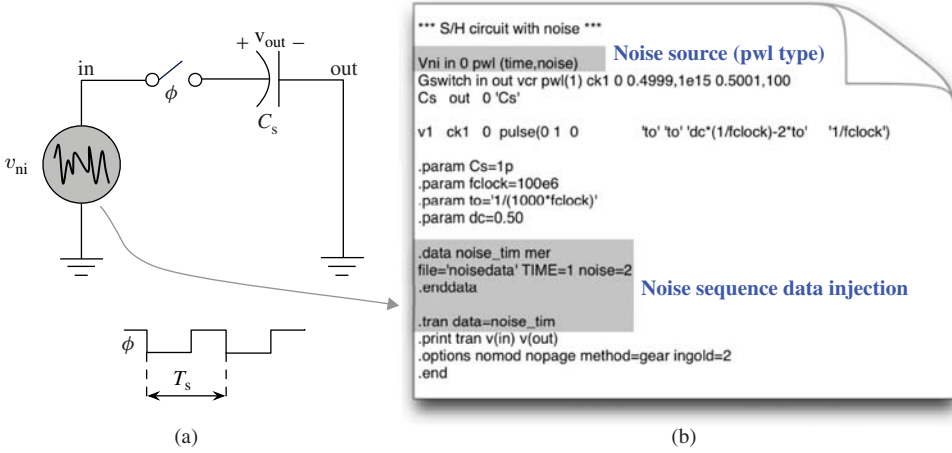 + vout −
in
out
ϕ
Cs
vni
ϕ
Ts
(a)
*** S/H circuit with noise ***
Vni in 0 pwl (time,noise)
Noise source (pwl type)
Gswitch in out vcr pwl(1) ck1 0 0.4999,1e15 0.5001,100
Cs out 0 'Cs'
v1 ck1 0 pulse(0 1 0 'to' 'to' 'dc*(1/fclock)-2*to' '1/fclock')
.param Cs=1p
.param fclock=100e6
.param to='1/(1000*fclock)'
.param dc=0.50
.data noise_tim mer
file='noisedata' TIME=1 noise=2
.enddata
Noise sequence data injection
.tran data=noise_tim
.print tran v(in) v(out)
.options nomod nopage method=gear ingold=2
.end
(b)